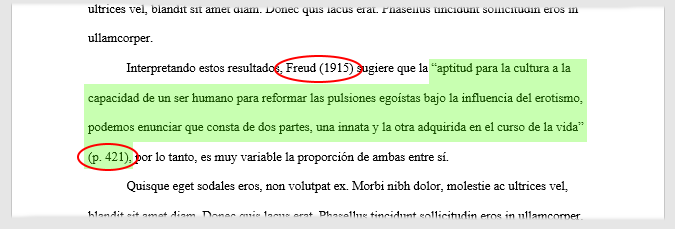 ultrices vel, blandit sit amet diam. Donec quis lacus erat. Phasellus tincidunt sollicitudin eros in
ullamcorper.
Interpretando estos resultados, Freud (1915) sugiere que la “aptitud para la cultura a la
capacidad de un ser humano para reformar las pulsiones egoístas bajo la influencia del erotismo,
podemos enunciar que consta de dos partes, una innata y la otra adquirida en el curso de la vida”
(p. 421), por lo tanto, es muy variable la proporción de ambas entre sí.
Quisque eget sodales eros, non volutpat ex. Morbi nibh dolor, molestie ac ultrices vel,
blandit sit amet diam. Donec quis lacus erat. Phasellus tincidunt sollicitudin eros in ullamcorper.